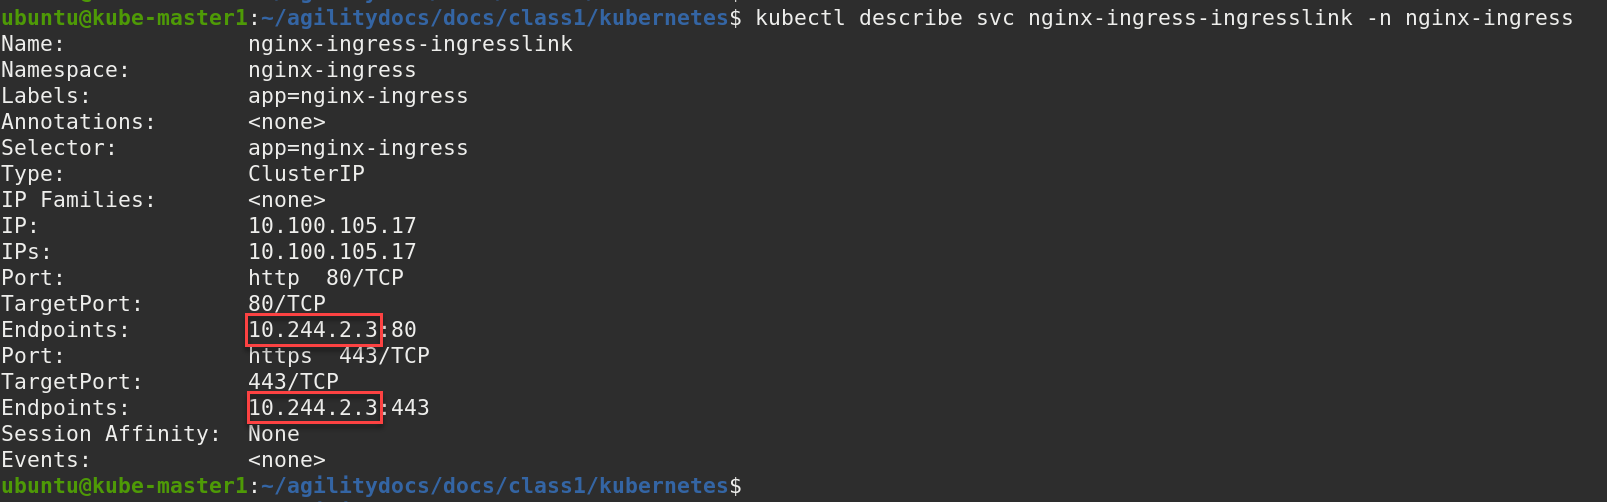 ubuntu@kube-master1:~/agilitydocs/docs/class1/kubernetes$ kubectl describe svc nginx-ingress-ingresslink -n nginx-ingress
Name:              nginx-ingress-ingresslink
Namespace:         nginx-ingress
Labels:            app=nginx-ingress
Annotations:       <none>
Selector:          app=nginx-ingress
Type:              ClusterIP
IP Families:       <none>
IP:                10.100.105.17
IPs:               10.100.105.17
Port:              http  80/TCP
TargetPort:        80/TCP
Endpoints:         10.244.2.3:80
Port:              https  443/TCP
TargetPort:        443/TCP
Endpoints:         10.244.2.3:443
Session Affinity:  None
Events:            <none>
ubuntu@kube-master1:~/agilitydocs/docs/class1/kubernetes$